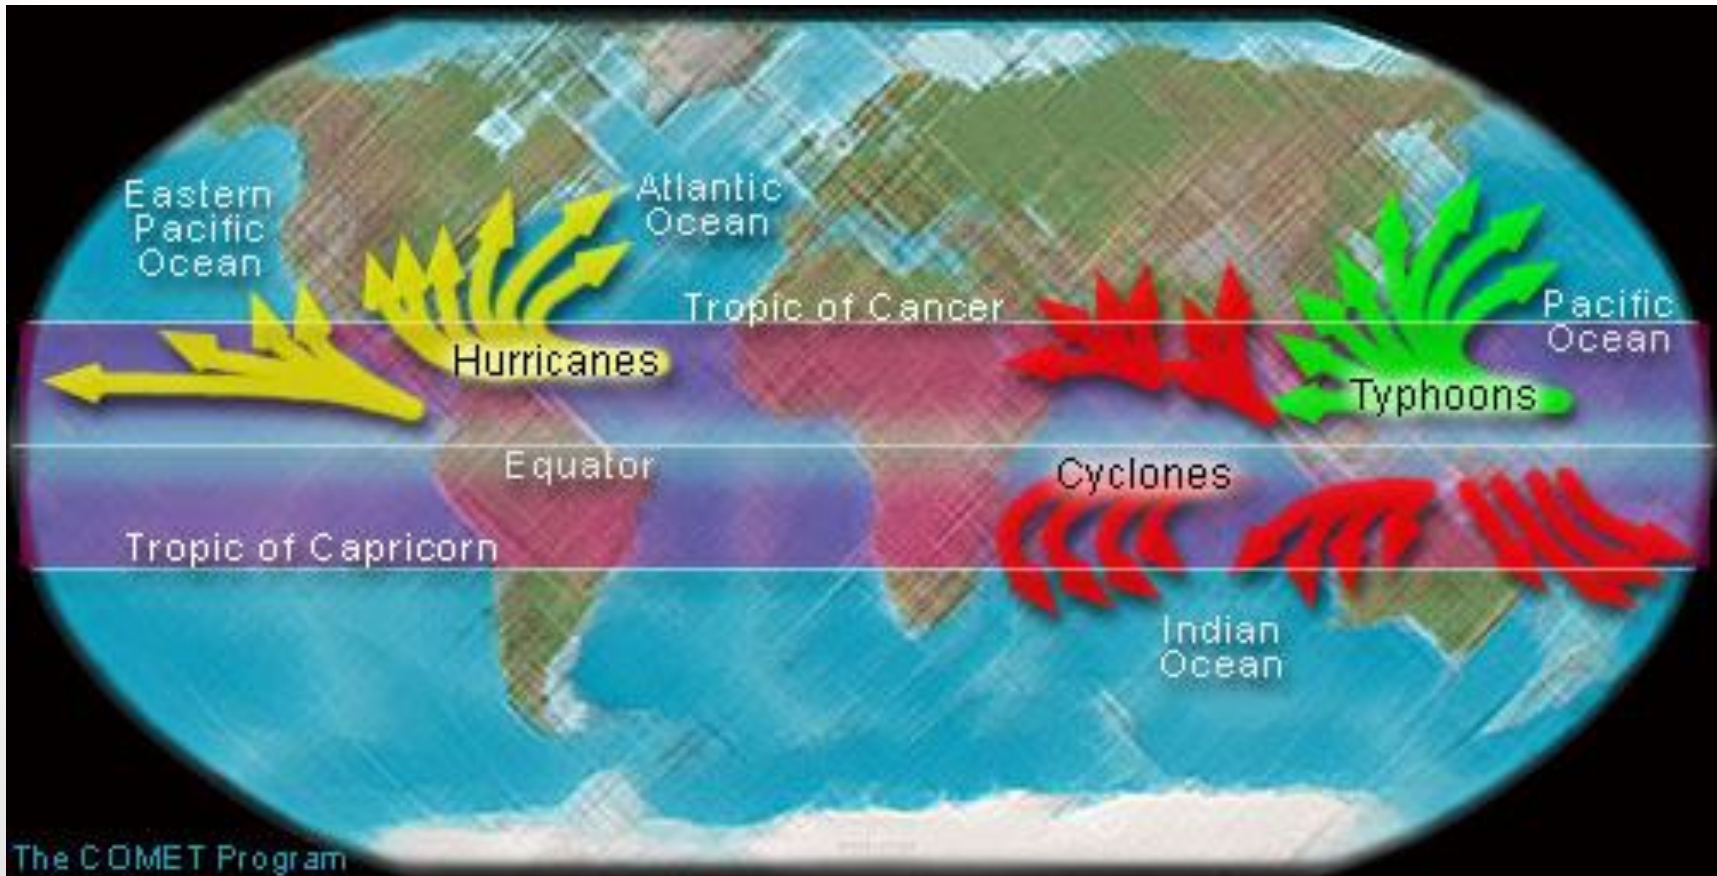 Eastern
Pacific
Ocean
Atlantic
Ocean
Tropic of Cancer
Pacific
Ocean
Hurricanes
Typhoons
Equator
Cyclones
Tropic of Capricorn
Indian
Ocean
The COMET Program